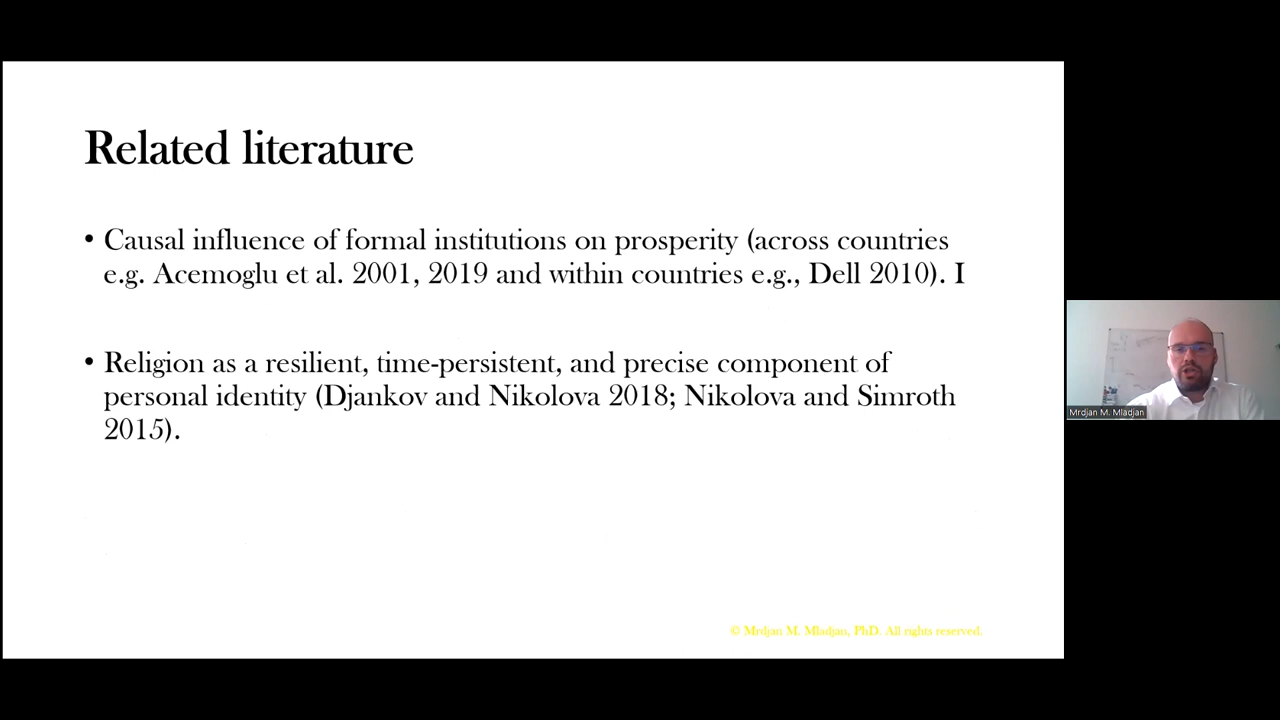 Related literature
• Causal influence of formal institutions on prosperity (across countries
e.g. Acemoglu et al. 2001, 2019 and within countries e.g., Dell 2010). I
• Religion as a resilient, time-persistent, and precise component of
personal identity (Djankov and Nikolova 2018; Nikolova and Simroth
2015).
Mrdjan M. Mladjan
© Mrdjan M. Mladjan, PhD. All rights reserved.